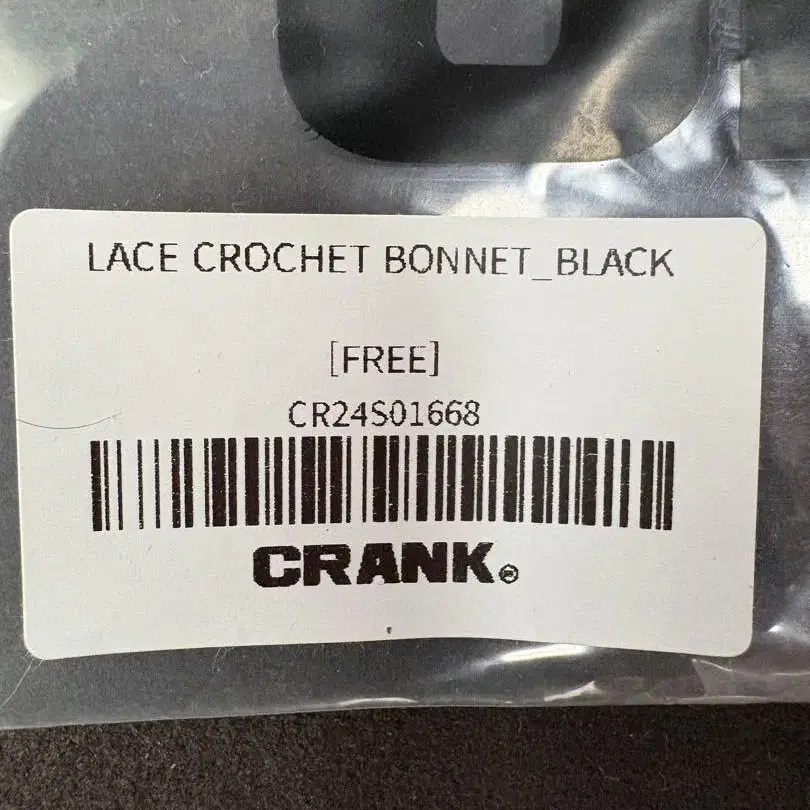 LACE CROCHET BONNET_BLACK
[FREE]
CR24S01668
CRANK®